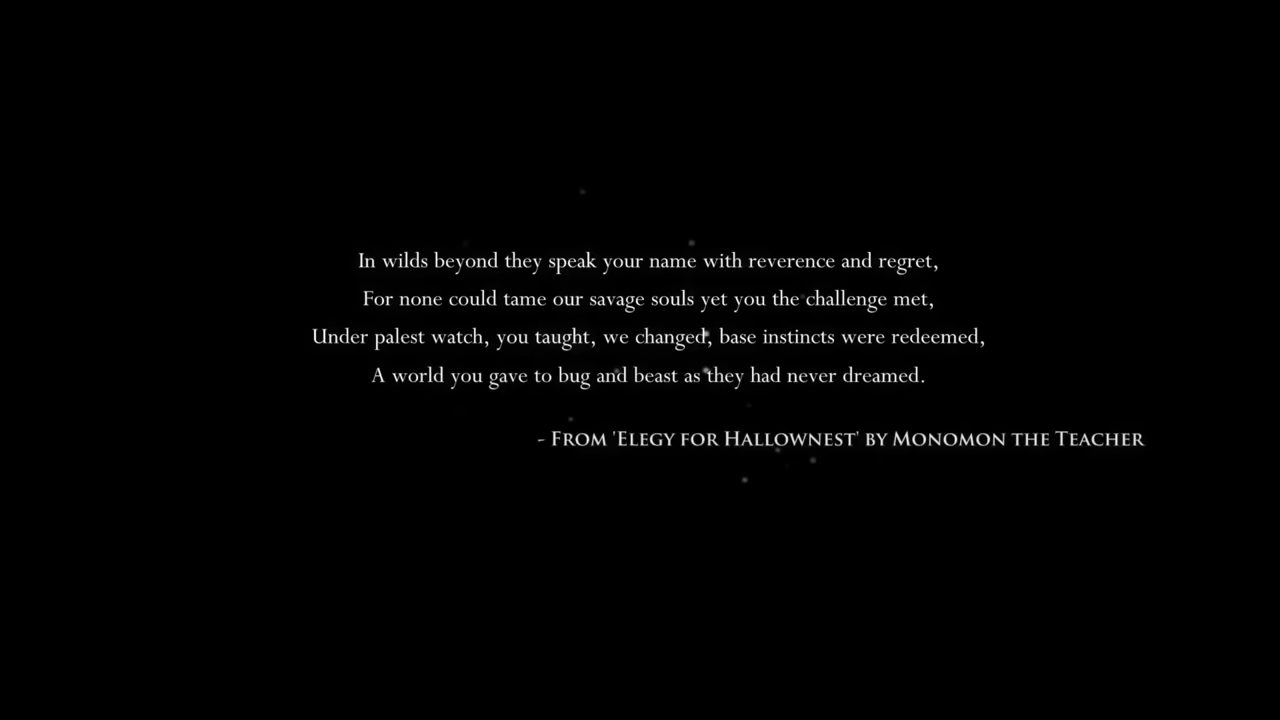 In wilds beyond they speak your name with reverence and regret,
For none could tame our savage souls yet you the challenge met,
Under palest watch, you taught, we changed, base instincts were redeemed,
A world you gave to bug and beast as they had never dreamed.
- From 'Elegy for Hallownest' by Monomon the Teacher